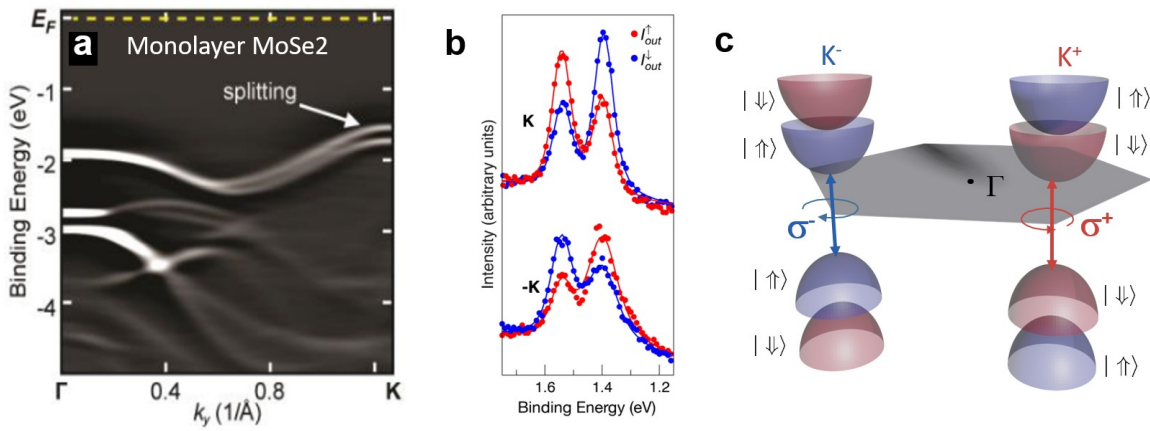 a
Monolayer MoSe2
splitting
E_F
-1
-2
-3
-4
Binding Energy (eV)
Γ
0.4
0.8
K
k_y (1/Å)
b
I_out^↑
I_out^↓
K
-K
Intensity (arbitrary units)
1.6
1.4
1.2
Binding Energy (eV)
c
K⁻
K⁺
|⇓⟩
|⇑⟩
|⇑⟩
|⇓⟩
Γ
σ⁻
σ⁺
|⇑⟩
|⇓⟩
|⇓⟩
|⇑⟩